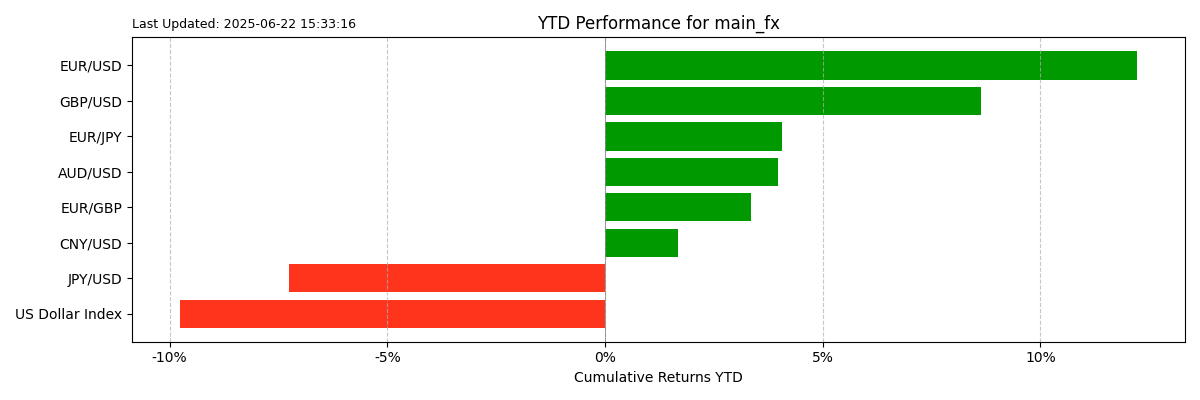 Last Updated: 2025-06-22 15:33:16
YTD Performance for main_fx
EUR/USD
GBP/USD
EUR/JPY
AUD/USD
EUR/GBP
CNY/USD
JPY/USD
US Dollar Index
-10% -5% 0% 5% 10%
Cumulative Returns YTD